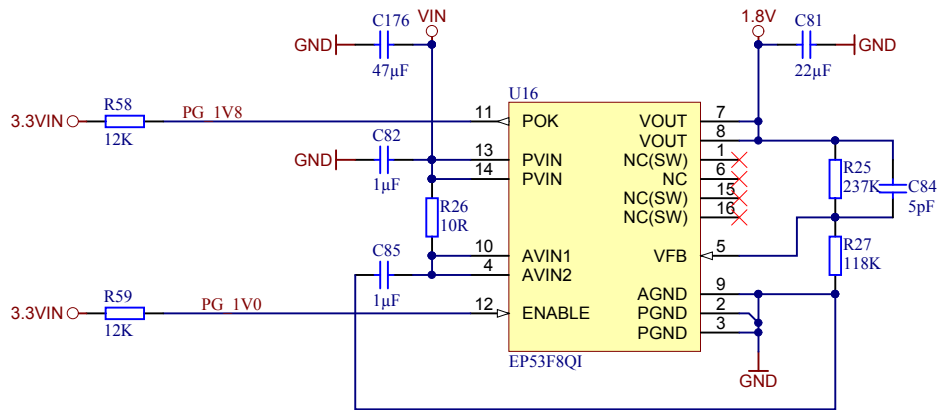 C176
VIN
GND
47µF
1.8V
C81
GND
22µF
U16
R58
3.3VIN
12K
PG_1V8
11
POK
VOUT
7
VOUT
8
C82
GND
1µF
13
PVIN
14
PVIN
NC(SW)
1
NC
6
NC(SW)
15
NC(SW)
16
R25
237K
C84
5pF
R26
10R
C85
1µF
10
AVIN1
4
AVIN2
VFB
5
R27
118K
R59
3.3VIN
12K
PG_1V0
12
ENABLE
AGND
9
PGND
2
PGND
3
EP53F8QI
GND